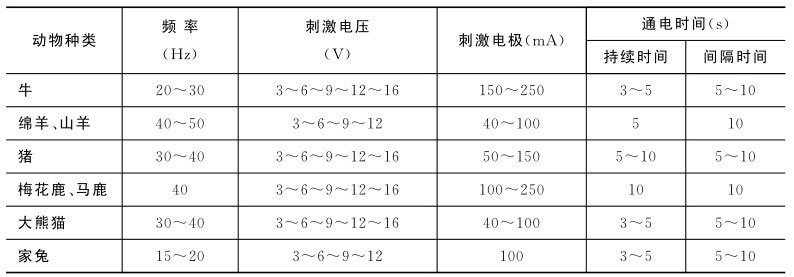 动物种类 频 率 (Hz) 刺激电压 (V) 刺激电极(mA) 通电时间(s)
持续时间 间隔时间
牛 20～30 3～6～9～12～16 150～250 3～5 5～10
绵羊、山羊 40～50 3～6～9～12 40～100 5 10
猪 30～40 3～6～9～12～16 50～150 5～10 5～10
梅花鹿、马鹿 40 3～6～9～12～16 100～250 10 10
大熊猫 30～40 3～6～9～12～16 40～100 3～5 5～10
家兔 15～20 3～6～9～12 100 3～5 5～10